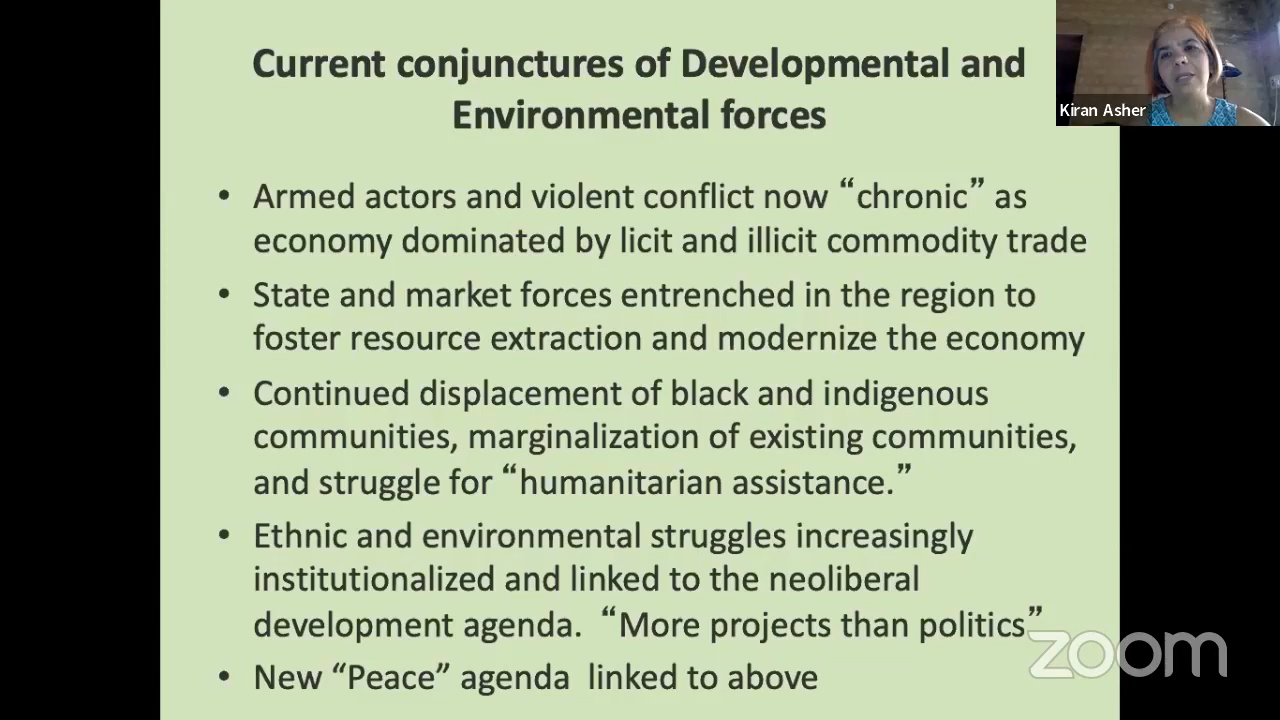 Current conjunctures of Developmental and
Environmental forces
Kiran Asher
• Armed actors and violent conflict now “chronic” as
economy dominated by licit and illicit commodity trade
• State and market forces entrenched in the region to
foster resource extraction and modernize the economy
• Continued displacement of black and indigenous
communities, marginalization of existing communities,
and struggle for “humanitarian assistance.”
• Ethnic and environmental struggles increasingly
institutionalized and linked to the neoliberal
development agenda.  “More projects than politics”
• New “Peace” agenda  linked to above
zoom